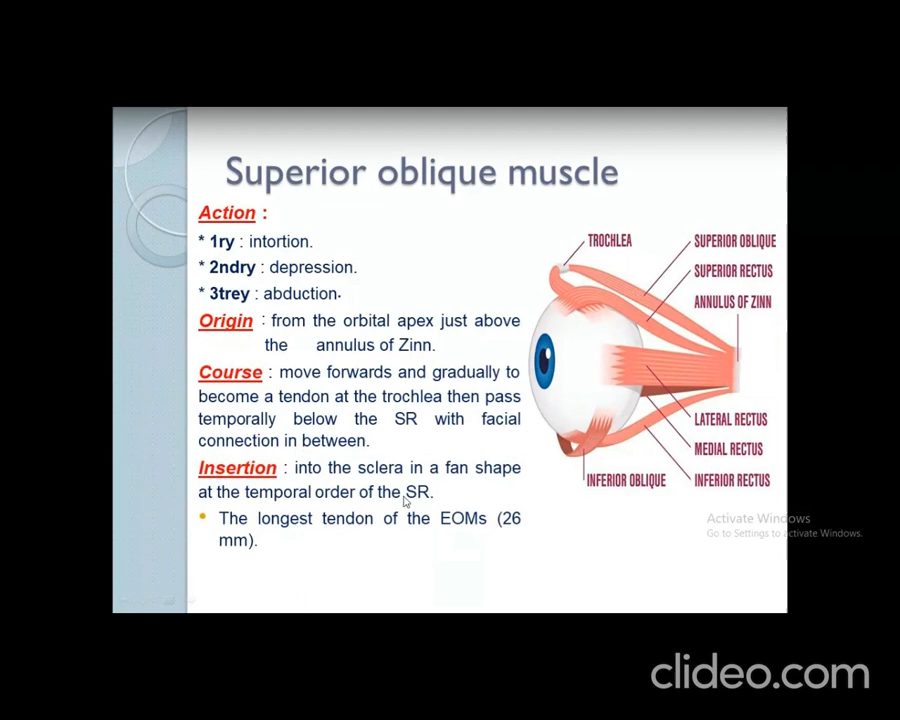 Superior oblique muscle
Action :
* 1ry : intortion.
* 2ndry : depression.
* 3trey : abduction.
Origin : from the orbital apex just above
the annulus of Zinn.
Course : move forwards and gradually to
become a tendon at the trochlea then pass
temporally below the SR with facial
connection in between.
Insertion : into the sclera in a fan shape
at the temporal order of the SR.
• The longest tendon of the EOMs (26
mm).
TROCHLEA
SUPERIOR OBLIQUE
SUPERIOR RECTUS
ANNULUS OF ZINN
LATERAL RECTUS
MEDIAL RECTUS
INFERIOR OBLIQUE
INFERIOR RECTUS
Activate Windows
Go to Settings to activate Windows.
clideo.com